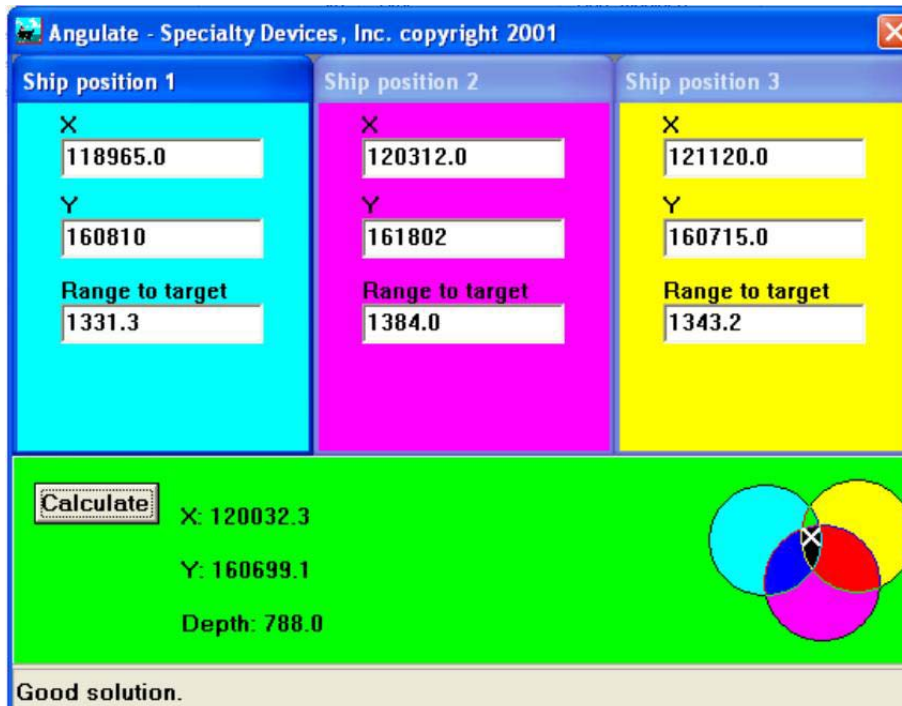 Angulate - Specialty Devices, Inc. copyright 2001
Ship position 1
X
118965.0
Y
160810
Range to target
1331.3
Ship position 2
X
120312.0
Y
161802
Range to target
1384.0
Ship position 3
X
121120.0
Y
160715.0
Range to target
1343.2
Calculate
X: 120032.3
Y: 160699.1
Depth: 788.0
Good solution.